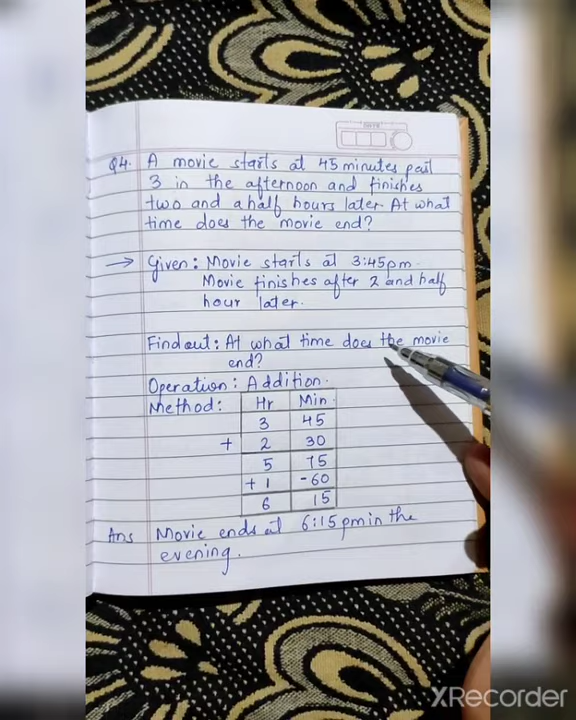 Q4. A movie starts at 45 minutes past
3 in the afternoon and finishes
two and a half hours later. At what
time does the movie end?
→ Given: Movie starts at 3:45pm.
Movie finishes after 2 and half
hour later.
Find out: At what time does the movie
end?
Operation: Addition.
Method: Hr Min.
3 45
+ 2 30
5 75
+1 -60
6 15
Ans Movie ends at 6:15 pm in the
evening.
XRecorder